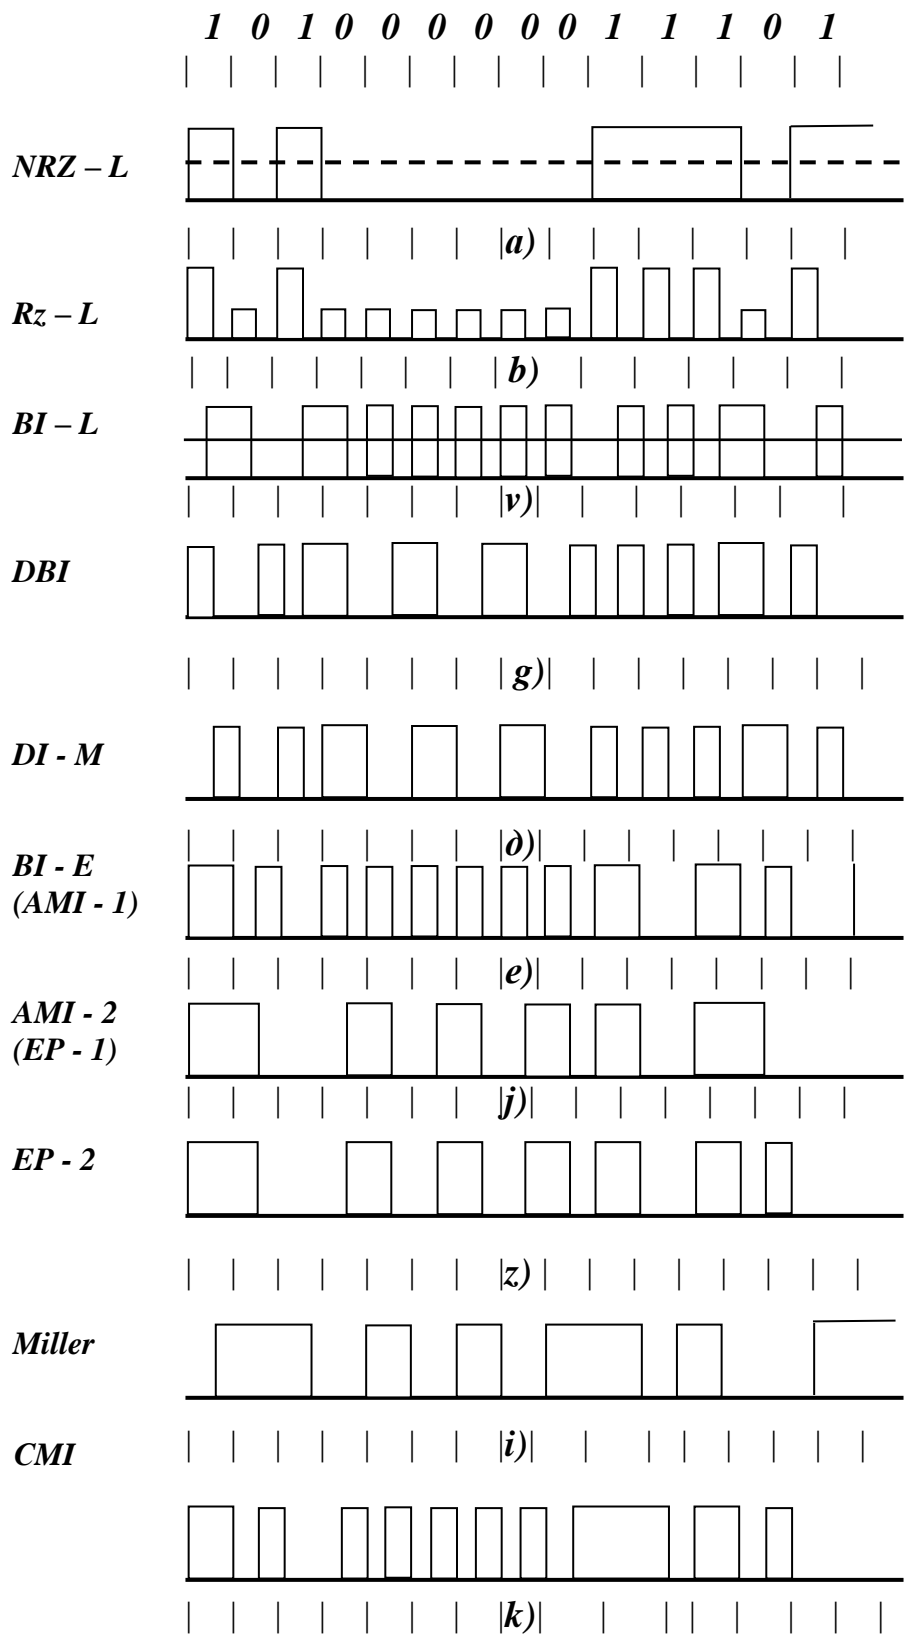 1 0 1 0 0 0 0 0 0 1 1 1 0 1
NRZ – L
a)
Rz – L
b)
BI – L
v)
DBI
g)
DI - M
д)
BI - E
(AMI - 1)
e)
AMI - 2
(EP - 1)
j)
EP - 2
z)
Miller
i)
CMI
k)